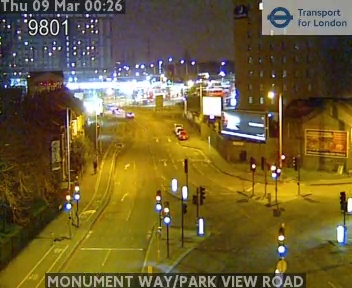 Thu 09 Mar 00:26
9801
Transport
for London
MONUMENT WAY/PARK VIEW ROAD